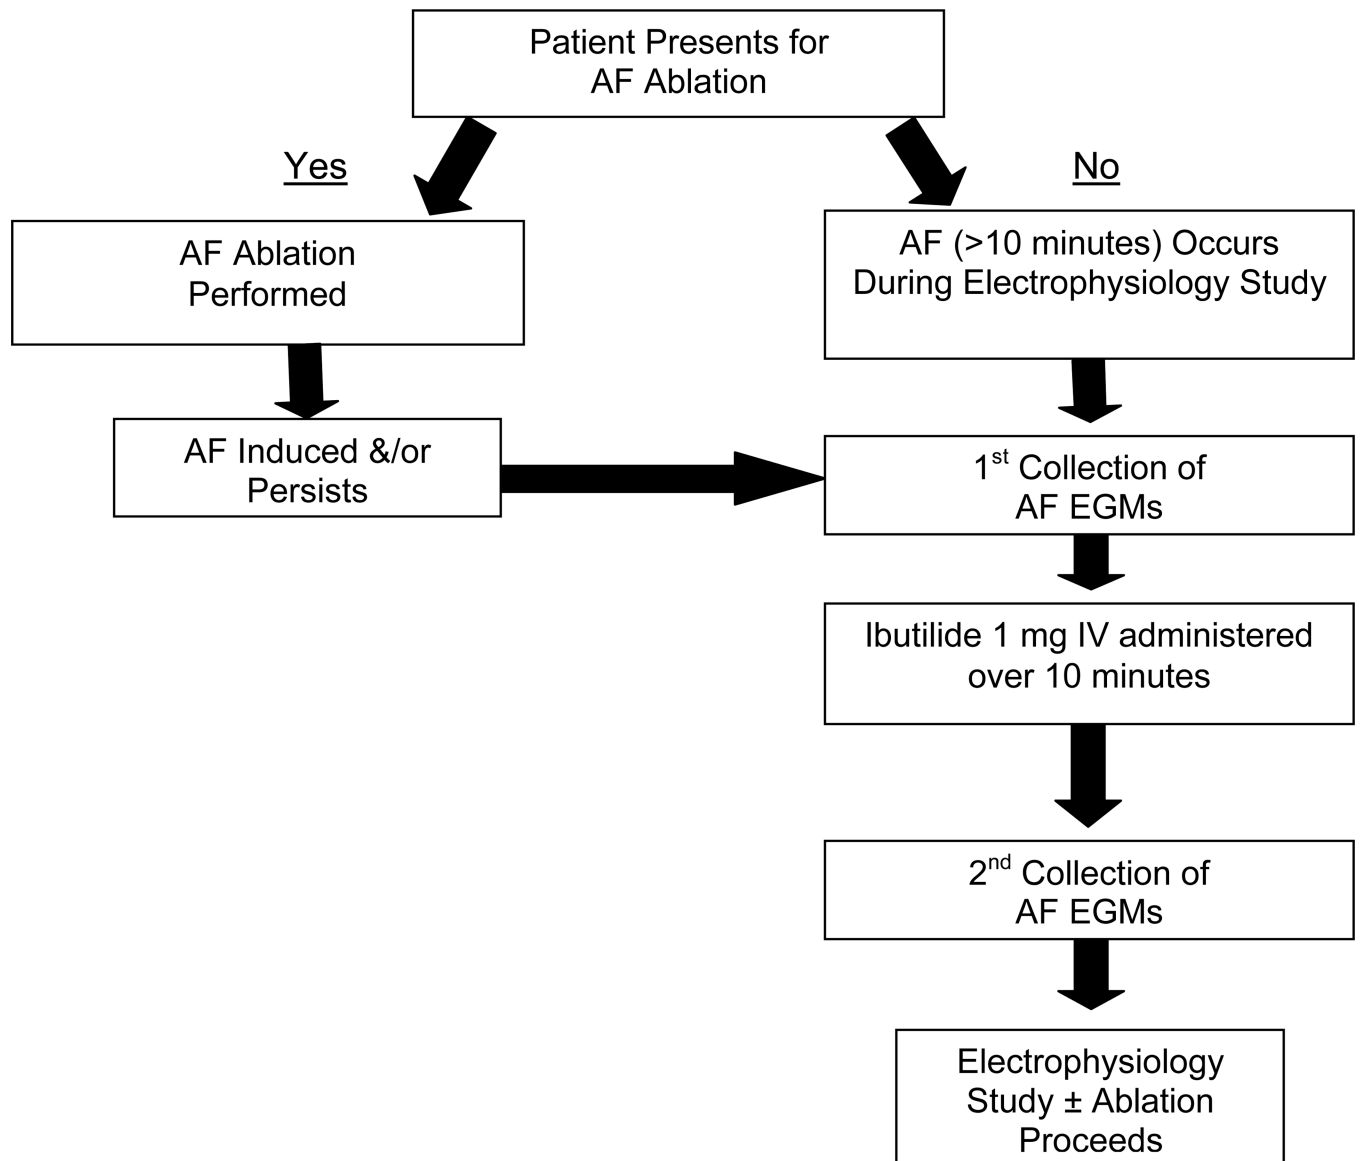 Patient Presents for
AF Ablation
Yes
No
AF Ablation
Performed
AF (>10 minutes) Occurs
During Electrophysiology Study
AF Induced &/or
Persists
1st Collection of
AF EGMs
Ibutilide 1 mg IV administered
over 10 minutes
2nd Collection of
AF EGMs
Electrophysiology
Study ± Ablation
Proceeds